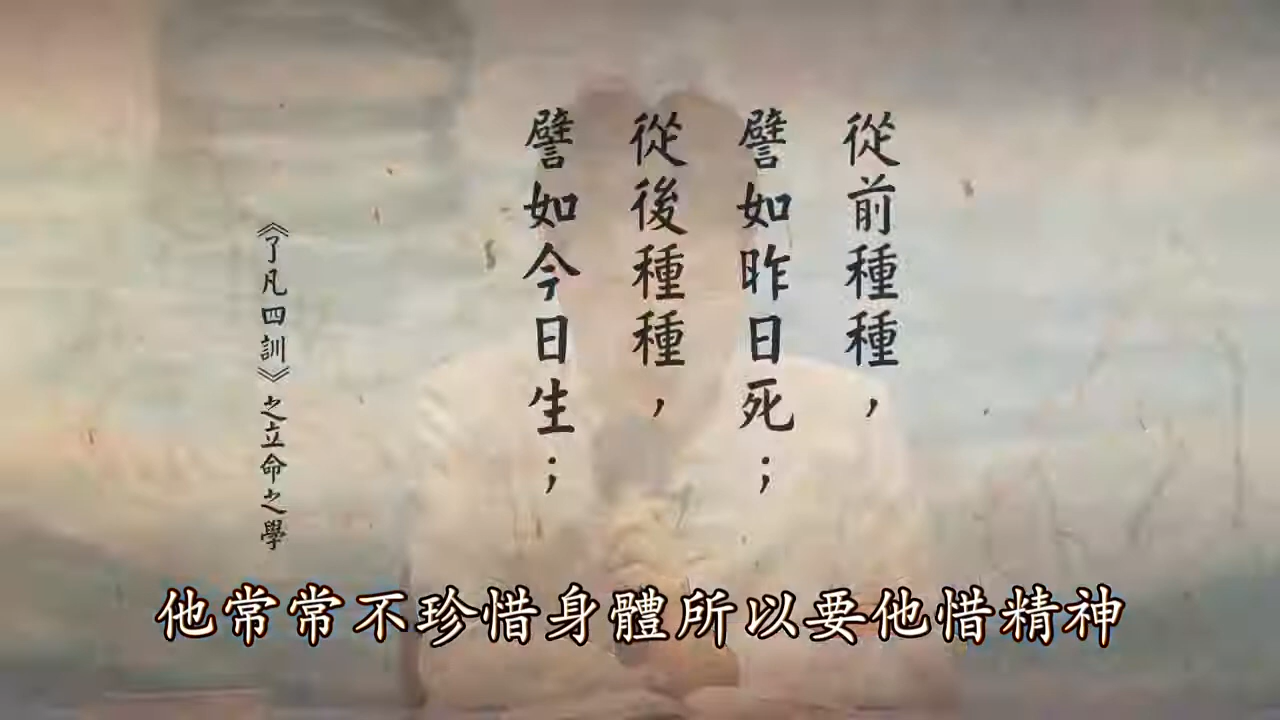 從前種種，
譬如昨日死；
從後種種，
譬如今日生；
《了凡四訓》之立命之學
他常常不珍惜身體所以要他惜精神